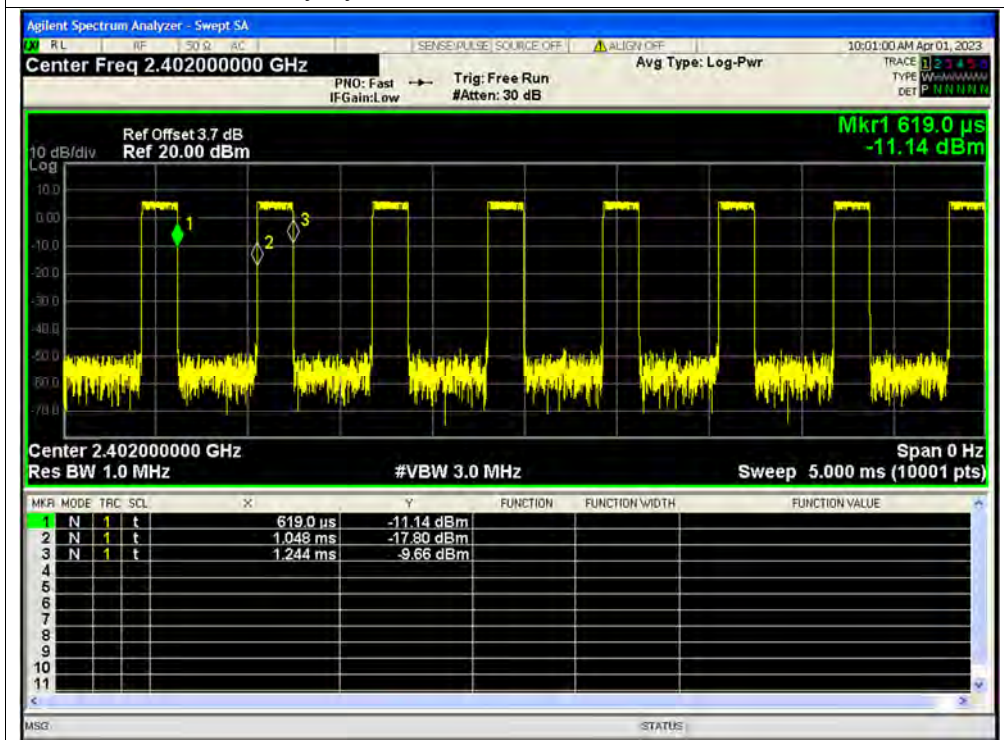 Agilent Spectrum Analyzer - Swept SA
RL RF 50 Ω AC SENSE:PULSE SOURCE OFF ALIGN OFF 10:01:00 AM Apr 01, 2023
Center Freq 2.402000000 GHz
PNO: Fast
IFGain:Low
Trig: Free Run
#Atten: 30 dB
Avg Type: Log-Pwr
TRACE 1 2 3 4 5 6
TYPE W
DET P N N N N N
Mkr1 619.0 µs
-11.14 dBm
Ref Offset 3.7 dB
10 dB/div Ref 20.00 dBm
Log
10.0
0.00
-10.0
-20.0
-30.0
-40.0
-50.0
-60.0
-70.0
1
2
3
Center 2.402000000 GHz Span 0 Hz
Res BW 1.0 MHz #VBW 3.0 MHz Sweep 5.000 ms (10001 pts)
MKR MODE TRC SCL X Y FUNCTION FUNCTION WIDTH FUNCTION VALUE
1 N 1 t 619.0 µs -11.14 dBm
2 N 1 t 1.048 ms -17.80 dBm
3 N 1 t 1.244 ms -9.66 dBm
4
5
6
7
8
9
10
11
MSG STATUS